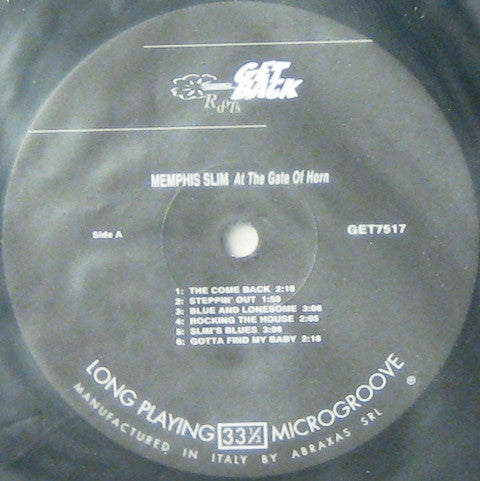 GET
BACK
MEMPHIS SLIM At The Gate Of Horn
Side A
GET7517
1: THE COME BACK 2:18
2: STEPPIN' OUT 1:59
3: BLUE AND LONESOME 3:08
4: ROCKING THE HOUSE 2:05
5: SLIM'S BLUES 3:08
6: GOTTA FIND MY BABY 2:18
LONG PLAYING 33⅓ MICROGROOVE ®
MANUFACTURED IN ITALY BY ABRAXAS SRL